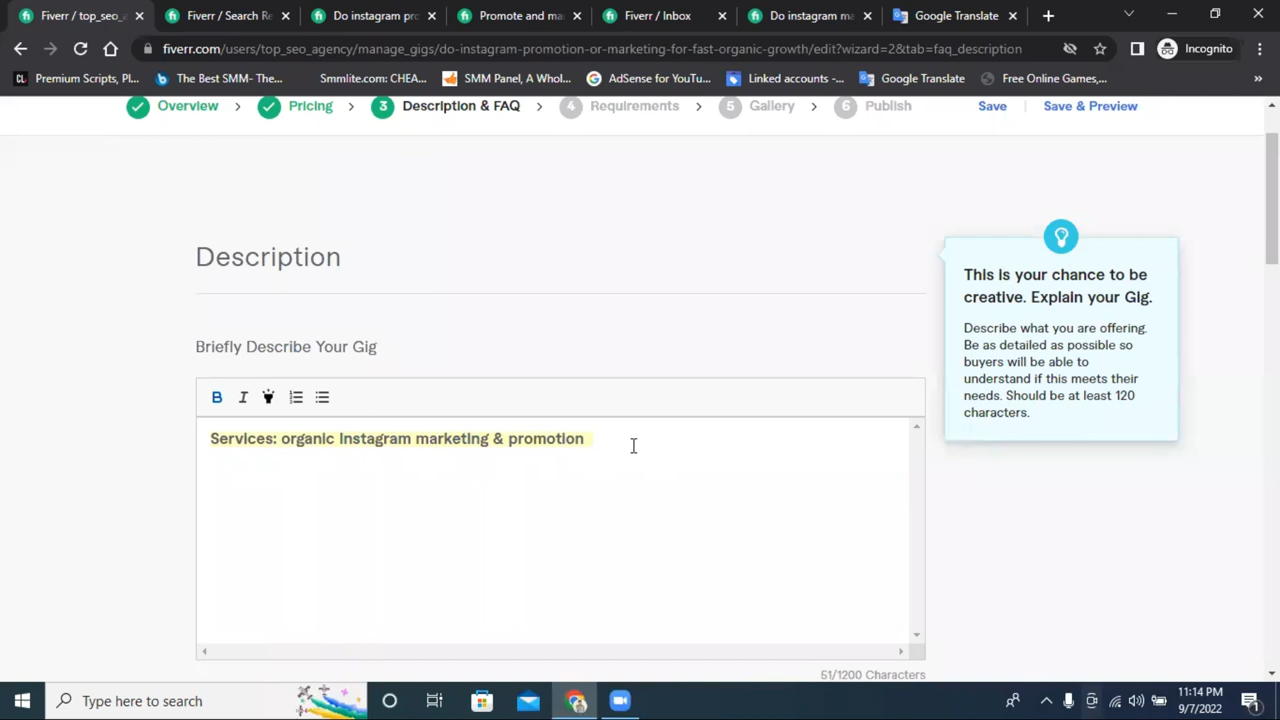 Fiverr / top_seo_a
Fiverr / Search Re
Do instagram pro
Promote and ma
Fiverr / Inbox
Do instagram ma
Google Translate
fiverr.com/users/top_seo_agency/manage_gigs/do-instagram-promotion-or-marketing-for-fast-organic-growth/edit?wizard=2&tab=faq_description
Incognito
CL Premium Scripts, Pl...
The Best SMM- The...
Smmlite.com: CHEA...
SMM Panel, A Whol...
AdSense for YouTu...
Linked accounts -...
Google Translate
Free Online Games,...
»
Overview
Pricing
3 Description & FAQ
4 Requirements
5 Gallery
6 Publish
Save
Save & Preview
Description
Briefly Describe Your Gig
B I
Services: organic Instagram marketing & promotion
51/1200 Characters
This is your chance to be
creative. Explain your Gig.
Describe what you are offering.
Be as detailed as possible so
buyers will be able to
understand if this meets their
needs. Should be at least 120
characters.
Type here to search
11:14 PM
9/7/2022
1